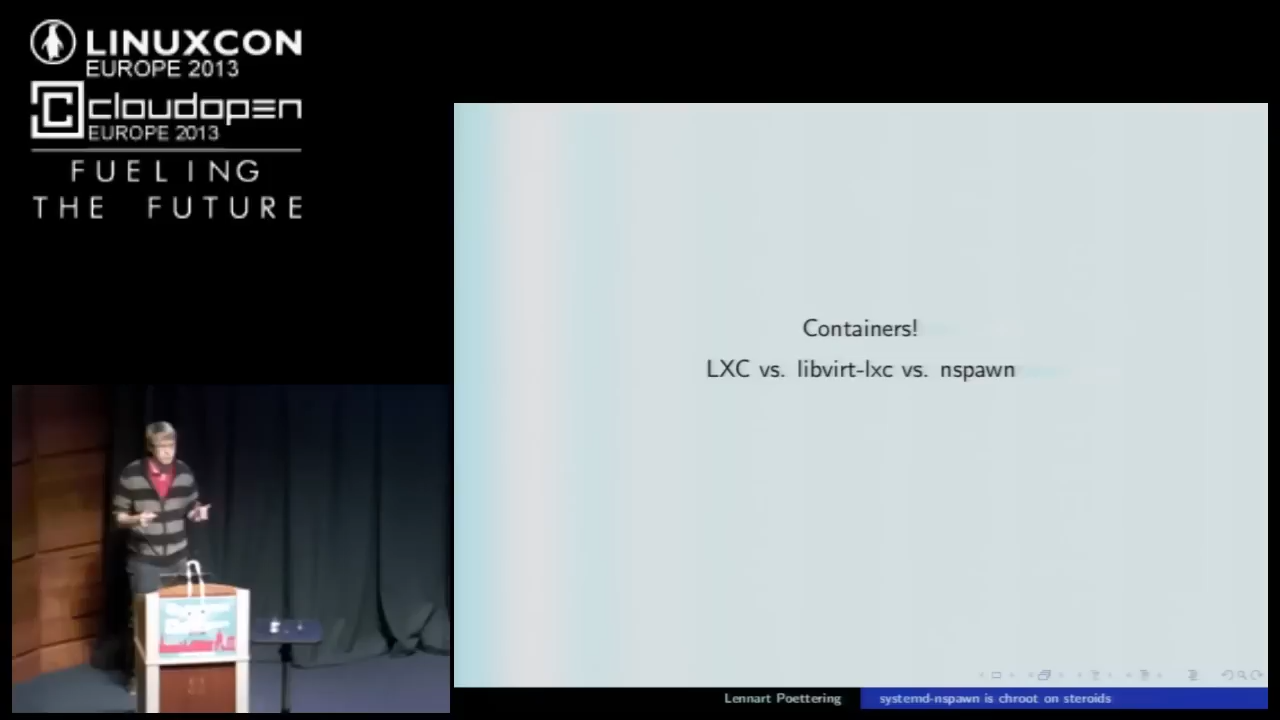 LINUXCON
EUROPE 2013
cloudopen
EUROPE 2013
FUELING
THE FUTURE
Containers!
LXC vs. libvirt-lxc vs. nspawn
Lennart Poettering
systemd-nspawn is chroot on steroids